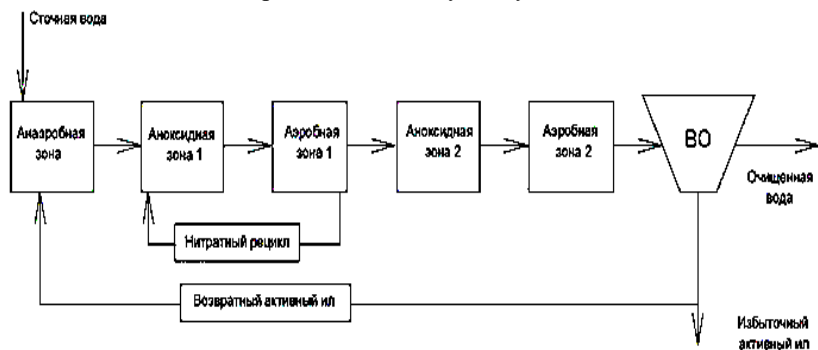 Сточная вода
Анаэробная
зона
Аноксидная
зона 1
Аэробная
зона 1
Аноксидная
зона 2
Аэробная
зона 2
ВО
Очищенная
вода
Нитратный рецикл
Возвратный активный ил
Избыточный
активный ил